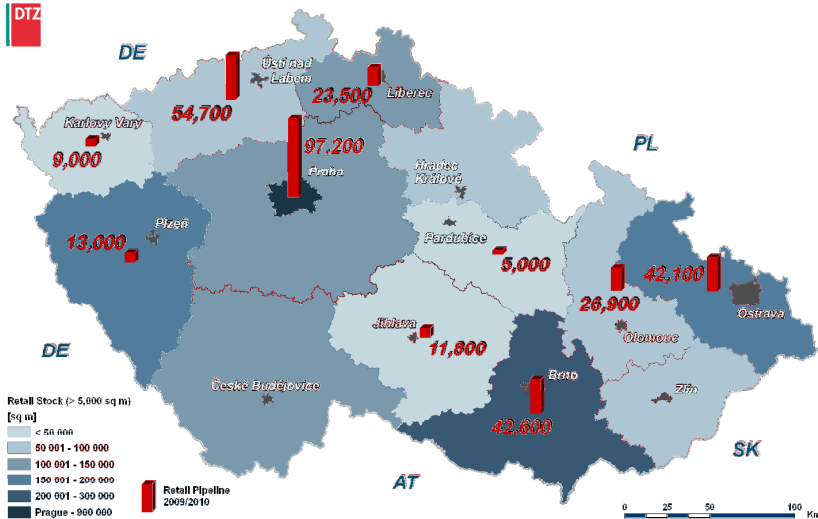 DTZ
DE
Ústí nad
Labem
54,700
23,500
Liberec
Karlovy Vary
9,000
97,200
Praha
PL
Hradec
Králové
Plzeň
13,000
Pardubice
5,000
42,100
26,900
Ostrava
Jihlava
11,800
Olomouc
DE
České Budějovice
Brno
Zlín
42,600
SK
AT
Retail Stock (> 5,000 sq m)
[sq m]
< 50 000
50 001 - 100 000
100 001 - 150 000
150 001 - 200 000
200 001 - 300 000
Prague - 900 000
Retail Pipeline
2009/2010
0 25 50 100
Km